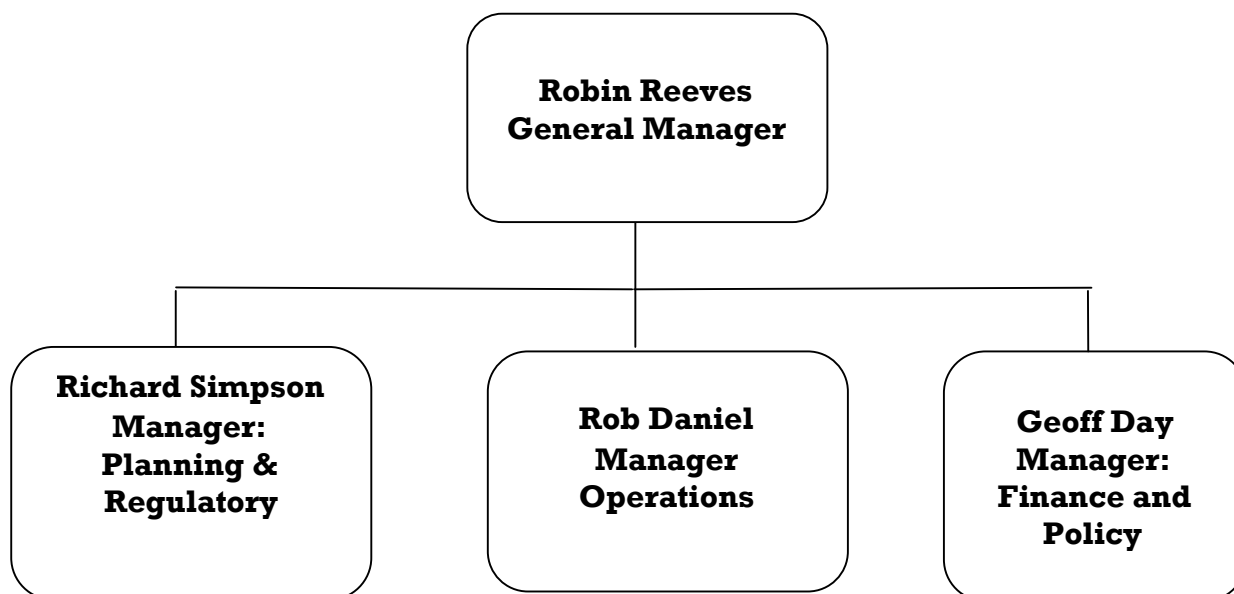 Robin Reeves
General Manager
Richard Simpson
Manager:
Planning &
Regulatory
Rob Daniel
Manager
Operations
Geoff Day
Manager:
Finance and
Policy